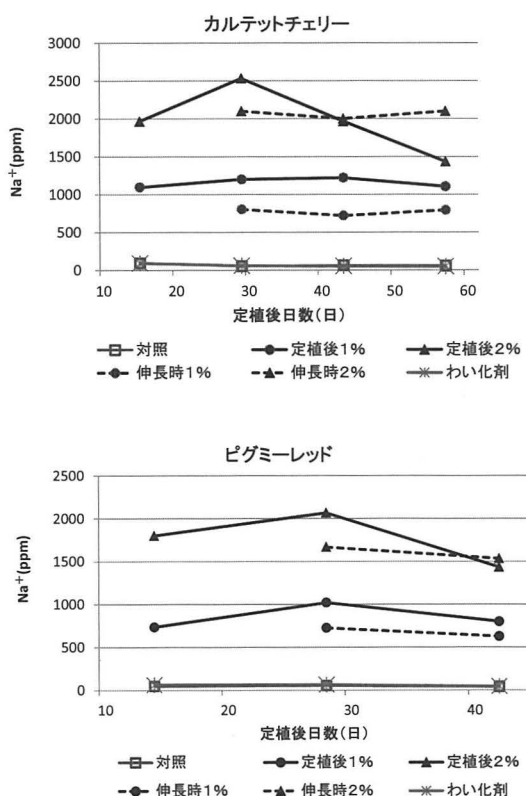 カルテットチェリー
3000
2500
2000
1500
1000
500
0
Na⁺(ppm)
10 20 30 40 50 60
定植後日数(日)
対照 定植後1% 定植後2%
伸長時1% 伸長時2% わい化剤
ピグミーレッド
2500
2000
1500
1000
500
0
Na⁺(ppm)
10 20 30 40
定植後日数(日)
対照 定植後1% 定植後2%
伸長時1% 伸長時2% わい化剤